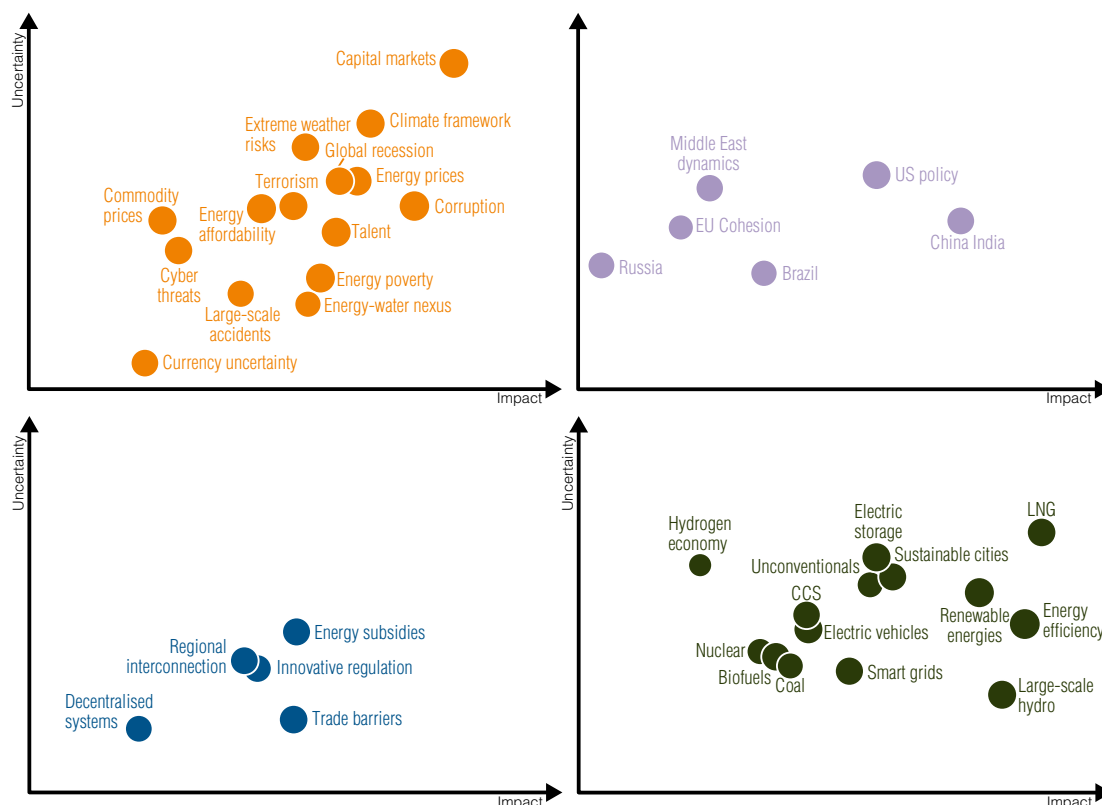 Uncertainty
Capital markets
Climate framework
Extreme weather
risks
Global recession
Energy prices
Terrorism
Commodity
prices
Energy
affordability
Corruption
Talent
Cyber
threats
Energy poverty
Energy-water nexus
Large-scale
accidents
Currency uncertainty
Impact
Middle East
dynamics
US policy
EU Cohesion
China India
Russia
Brazil
Impact
Uncertainty
Energy subsidies
Regional
interconnection
Innovative regulation
Decentralised
systems
Trade barriers
Impact
Uncertainty
Hydrogen
economy
Electric
storage
LNG
Unconventionals
Sustainable cities
CCS
Renewable
energies
Energy
efficiency
Electric vehicles
Nuclear
Biofuels
Coal
Smart grids
Large-scale
hydro
Impact